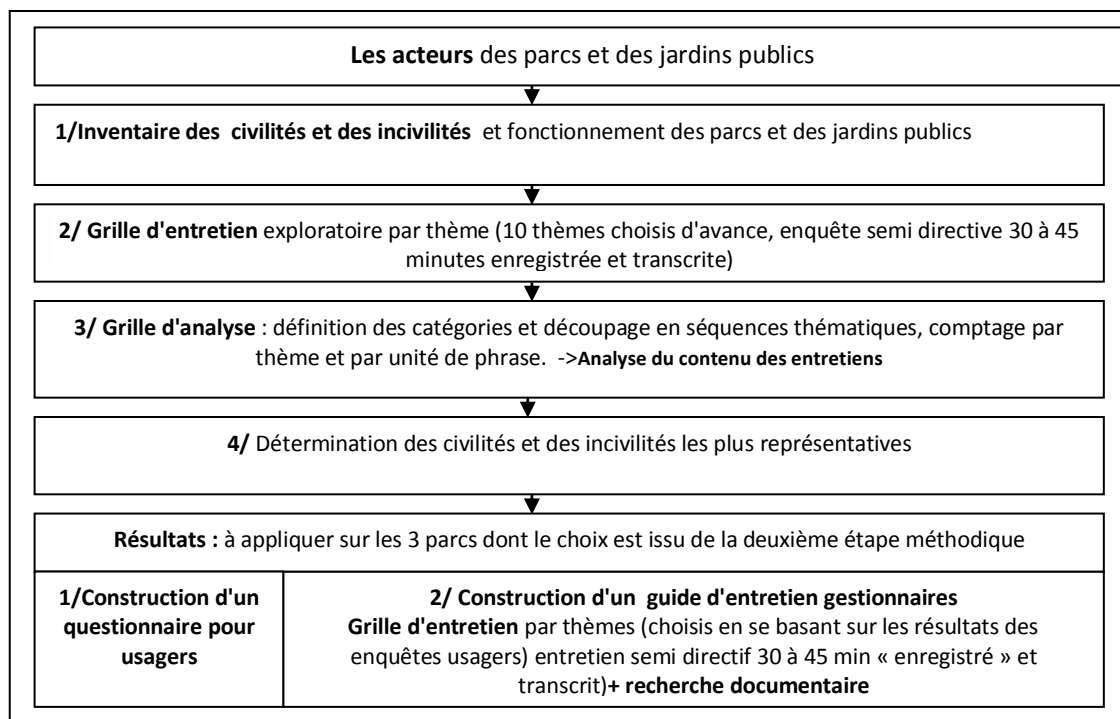 Les acteurs des parcs et des jardins publics
1/Inventaire des civilités et des incivilités et fonctionnement des parcs et des jardins publics
2/ Grille d'entretien exploratoire par thème (10 thèmes choisis d'avance, enquête semi directive 30 à 45
minutes enregistrée et transcrite)
3/ Grille d'analyse : définition des catégories et découpage en séquences thématiques, comptage par
thème et par unité de phrase. ->Analyse du contenu des entretiens
4/ Détermination des civilités et des incivilités les plus représentatives
Résultats : à appliquer sur les 3 parcs dont le choix est issu de la deuxième étape méthodique
1/Construction d'un
questionnaire pour
usagers
2/ Construction d'un guide d'entretien gestionnaires
Grille d'entretien par thèmes (choisis en se basant sur les résultats des
enquêtes usagers) entretien semi directif 30 à 45 min « enregistré » et
transcrit)+ recherche documentaire